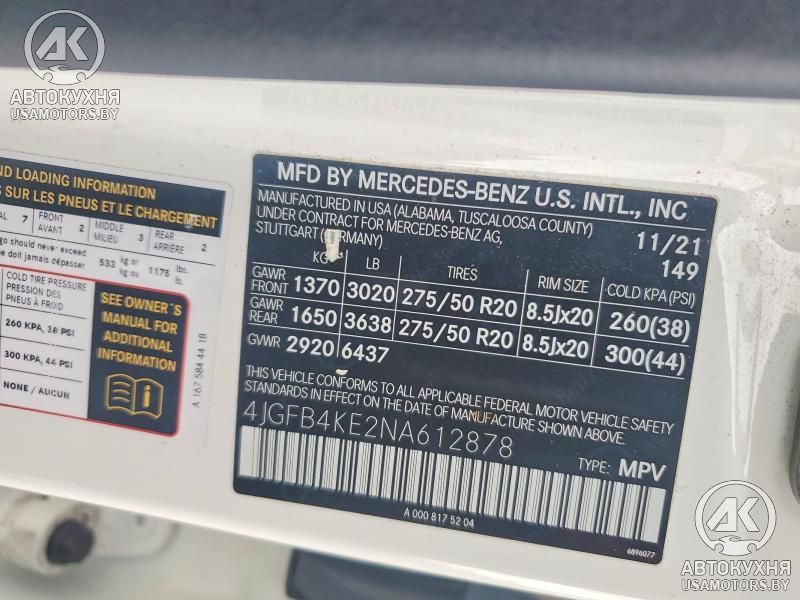 AK
АВТОКУХНЯ
USAMOTORS.BY
ND LOADING INFORMATION
SUR LES PNEUS ET LE CHARGEMENT
7
FRONT
AVANT 2
MIDDLE
MILIEU 3
REAR
ARRIÈRE 2
go should never exceed
e doit jamais dépasser
533 kg or kg ou 1175 lbs. lb.
COLD TIRE PRESSURE
PRESSION DES
PNEUS À FROID
260 KPA, 38 PSI
300 KPA, 44 PSI
NONE / AUCUN
SEE OWNER'S
MANUAL FOR
ADDITIONAL
INFORMATION
A 167 584 44 18
MFD BY MERCEDES-BENZ U.S. INTL., INC
MANUFACTURED IN USA (ALABAMA, TUSCALOOSA COUNTY)
UNDER CONTRACT FOR MERCEDES-BENZ AG,
STUTTGART (GERMANY)
11/21
149
KG LB TIRES RIM SIZE COLD KPA (PSI)
GAWR
FRONT 1370 3020 275/50 R20 8.5Jx20 260(38)
GAWR
REAR 1650 3638 275/50 R20 8.5Jx20 300(44)
GVWR 2920 6437
THIS VEHICLE CONFORMS TO ALL APPLICABLE FEDERAL MOTOR VEHICLE SAFETY
STANDARDS IN EFFECT ON THE DATE OF MANUFACTURE SHOWN ABOVE.
4JGFB4KE2NA612878
TYPE: MPV
A 000 817 52 04
6896077
AK
АВТОКУХНЯ
USAMOTORS.BY